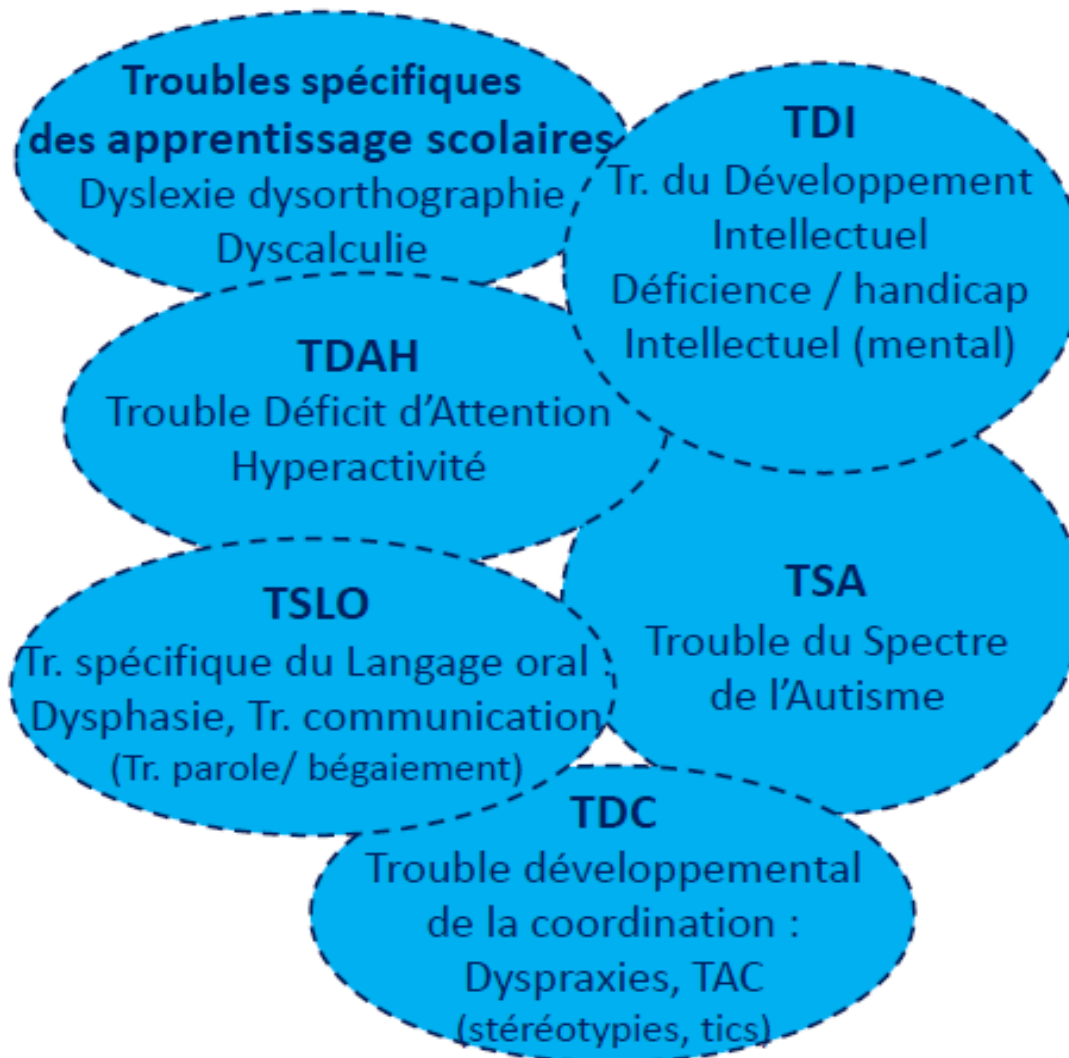 Troubles spécifiques
des apprentissage scolaires
Dyslexie dysorthographie
Dyscalculie
TDI
Tr. du Développement
Intellectuel
Déficience / handicap
Intellectuel (mental)
TDAH
Trouble Déficit d’Attention
Hyperactivité
TSA
Trouble du Spectre
de l’Autisme
TSLO
Tr. spécifique du Langage oral :
Dysphasie, Tr. communication
(Tr. parole/ bégaiement)
TDC
Trouble développemental
de la coordination :
Dyspraxies, TAC
(stéréotypies, tics)